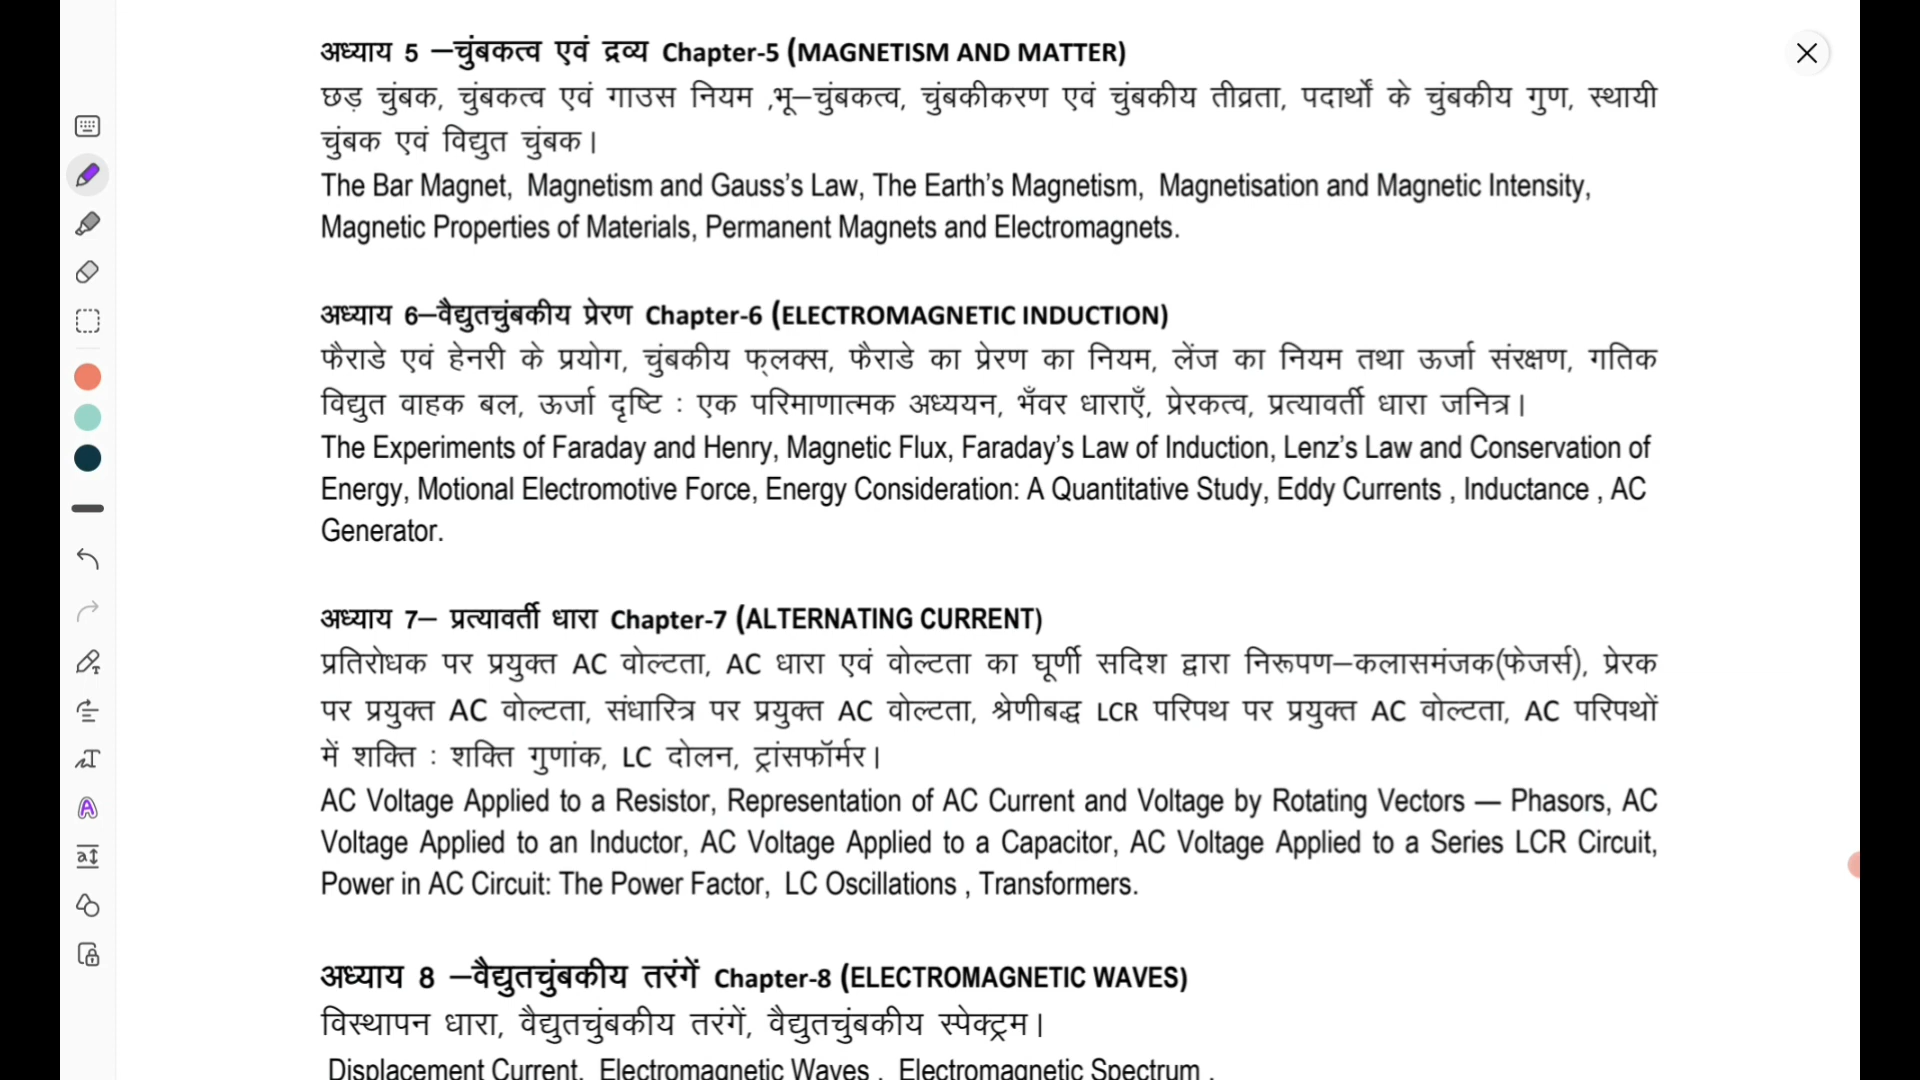 अध्याय 5 –चुंबकत्व एवं द्रव्य Chapter-5 (MAGNETISM AND MATTER)
छड़ चुंबक, चुंबकत्व एवं गाउस नियम ,भू–चुंबकत्व, चुंबकीकरण एवं चुंबकीय तीव्रता, पदार्थों के चुंबकीय गुण, स्थायी
चुंबक एवं विद्युत चुंबक।
The Bar Magnet, Magnetism and Gauss's Law, The Earth's Magnetism, Magnetisation and Magnetic Intensity,
Magnetic Properties of Materials, Permanent Magnets and Electromagnets.
अध्याय 6–वैद्युतचुंबकीय प्रेरण Chapter-6 (ELECTROMAGNETIC INDUCTION)
फैराडे एवं हेनरी के प्रयोग, चुंबकीय फ्लक्स, फैराडे का प्रेरण का नियम, लेंज का नियम तथा ऊर्जा संरक्षण, गतिक
विद्युत वाहक बल, ऊर्जा दृष्टि : एक परिमाणात्मक अध्ययन, भँवर धाराएँ, प्रेरकत्व, प्रत्यावर्ती धारा जनित्र।
The Experiments of Faraday and Henry, Magnetic Flux, Faraday's Law of Induction, Lenz's Law and Conservation of
Energy, Motional Electromotive Force, Energy Consideration: A Quantitative Study, Eddy Currents , Inductance , AC
Generator.
अध्याय 7– प्रत्यावर्ती धारा Chapter-7 (ALTERNATING CURRENT)
प्रतिरोधक पर प्रयुक्त AC वोल्टता, AC धारा एवं वोल्टता का घूर्णी सदिश द्वारा निरूपण–कलासमंजक(फेजर्स), प्रेरक
पर प्रयुक्त AC वोल्टता, संधारित्र पर प्रयुक्त AC वोल्टता, श्रेणीबद्ध LCR परिपथ पर प्रयुक्त AC वोल्टता, AC परिपथों
में शक्ति : शक्ति गुणांक, LC दोलन, ट्रांसफॉर्मर।
AC Voltage Applied to a Resistor, Representation of AC Current and Voltage by Rotating Vectors — Phasors, AC
Voltage Applied to an Inductor, AC Voltage Applied to a Capacitor, AC Voltage Applied to a Series LCR Circuit,
Power in AC Circuit: The Power Factor, LC Oscillations , Transformers.
अध्याय 8 –वैद्युतचुंबकीय तरंगें Chapter-8 (ELECTROMAGNETIC WAVES)
विस्थापन धारा, वैद्युतचुंबकीय तरंगें, वैद्युतचुंबकीय स्पेक्ट्रम।
Displacement Current, Electromagnetic Waves , Electromagnetic Spectrum .